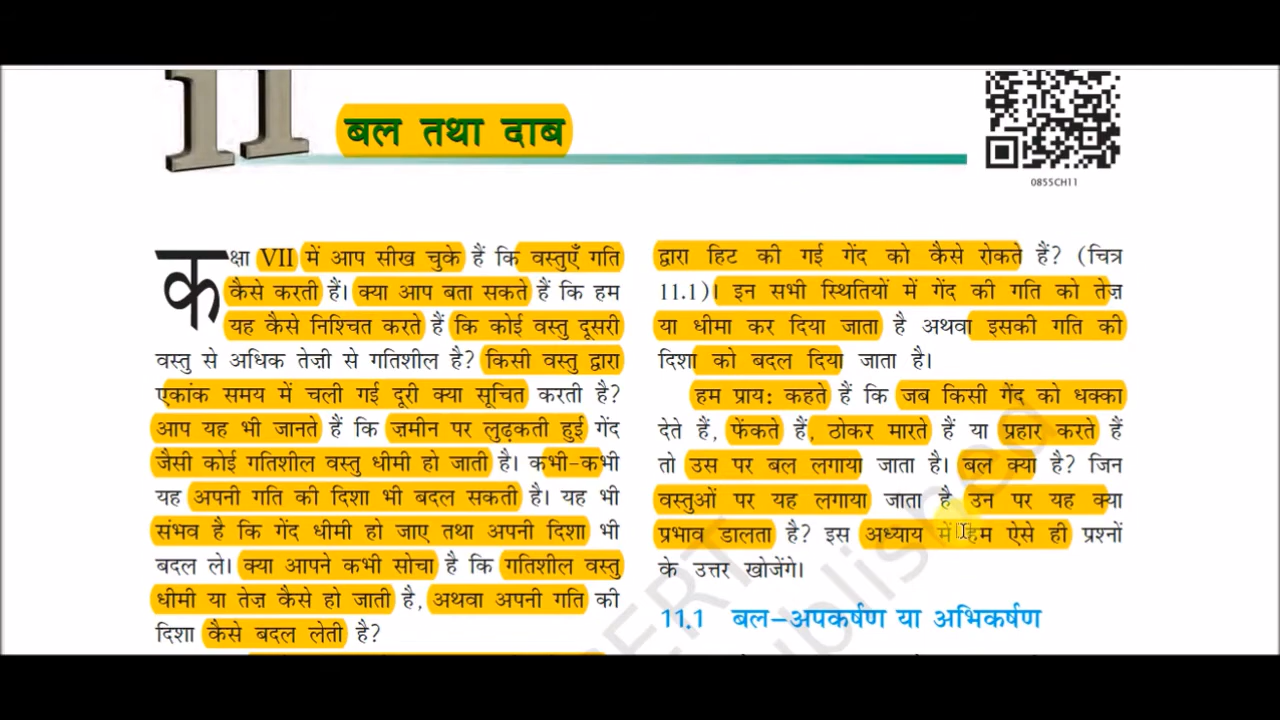 11
बल तथा दाब
0855CH11
कक्षा VII में आप सीख चुके हैं कि वस्तुएँ गति
कैसे करती हैं। क्या आप बता सकते हैं कि हम
यह कैसे निश्चित करते हैं कि कोई वस्तु दूसरी
वस्तु से अधिक तेज़ी से गतिशील है? किसी वस्तु द्वारा
एकांक समय में चली गई दूरी क्या सूचित करती है?
आप यह भी जानते हैं कि ज़मीन पर लुढ़कती हुई गेंद
जैसी कोई गतिशील वस्तु धीमी हो जाती है। कभी-कभी
यह अपनी गति की दिशा भी बदल सकती है। यह भी
संभव है कि गेंद धीमी हो जाए तथा अपनी दिशा भी
बदल ले। क्या आपने कभी सोचा है कि गतिशील वस्तु
धीमी या तेज़ कैसे हो जाती है, अथवा अपनी गति की
दिशा कैसे बदल लेती है?
द्वारा हिट की गई गेंद को कैसे रोकते हैं? (चित्र
11.1)। इन सभी स्थितियों में गेंद की गति को तेज़
या धीमा कर दिया जाता है अथवा इसकी गति की
दिशा को बदल दिया जाता है।
हम प्राय: कहते हैं कि जब किसी गेंद को धक्का
देते हैं, फेंकते हैं, ठोकर मारते हैं या प्रहार करते हैं
तो उस पर बल लगाया जाता है। बल क्या है? जिन
वस्तुओं पर यह लगाया जाता है उन पर यह क्या
प्रभाव डालता है? इस अध्याय में हम ऐसे ही प्रश्नों
के उत्तर खोजेंगे।
11.1 बल-अपकर्षण या अभिकर्षण